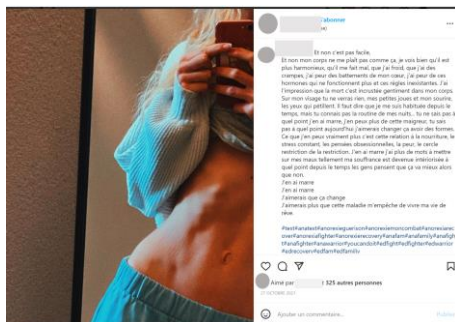 S'abonner
Et non c'est pas facile.
Et non mon corps ne me plaît pas comme ça, je vois bien qu'il est
plus harmonieux, qu'il me fait mal, que j'ai froid, que j'ai des
crampes, j'ai peur des battements de mon cœur, j'ai peur de ces
hormones qui ne fonctionnent plus et ces règles inexistantes. J'ai
l'impression que la mort c'est incrustée gentiment dans mon corps.
Sur mon visage tu ne verras rien, mes petites joues et mon sourire,
les yeux qui pétillent. Il faut dire que je me suis habituée depuis le
temps, mais tu connais pas la routine de mes nuits.. tu ne sais pas à
quel point j'en ai marre, j'en peux plus de cette maigreur, tu sais
pas à quel point aujourd'hui j'aimerais changer ça avoir des formes.
Ce que j'en peux vraiment plus c'est cette relation à la nourriture, le
stress constant, les pensées obsessionnelles, la peur, le cercle
restriction de la restriction. J'en ai marre j'ai plus de mots à mettre
sur mes maux tellement ma souffrance est devenue intériorisée à
quel point depuis le temps les gens pensent que ça va mieux alors
que non.
J'en ai marre
J'en ai marre
J'aimerais que ça change
J'aimerais plus que cette maladie m'empêche de vivre ma vie de
rêve.
Aimé par 525 autres personnes
OCTOBRE 2021
Ajouter un commentaire...
Publier